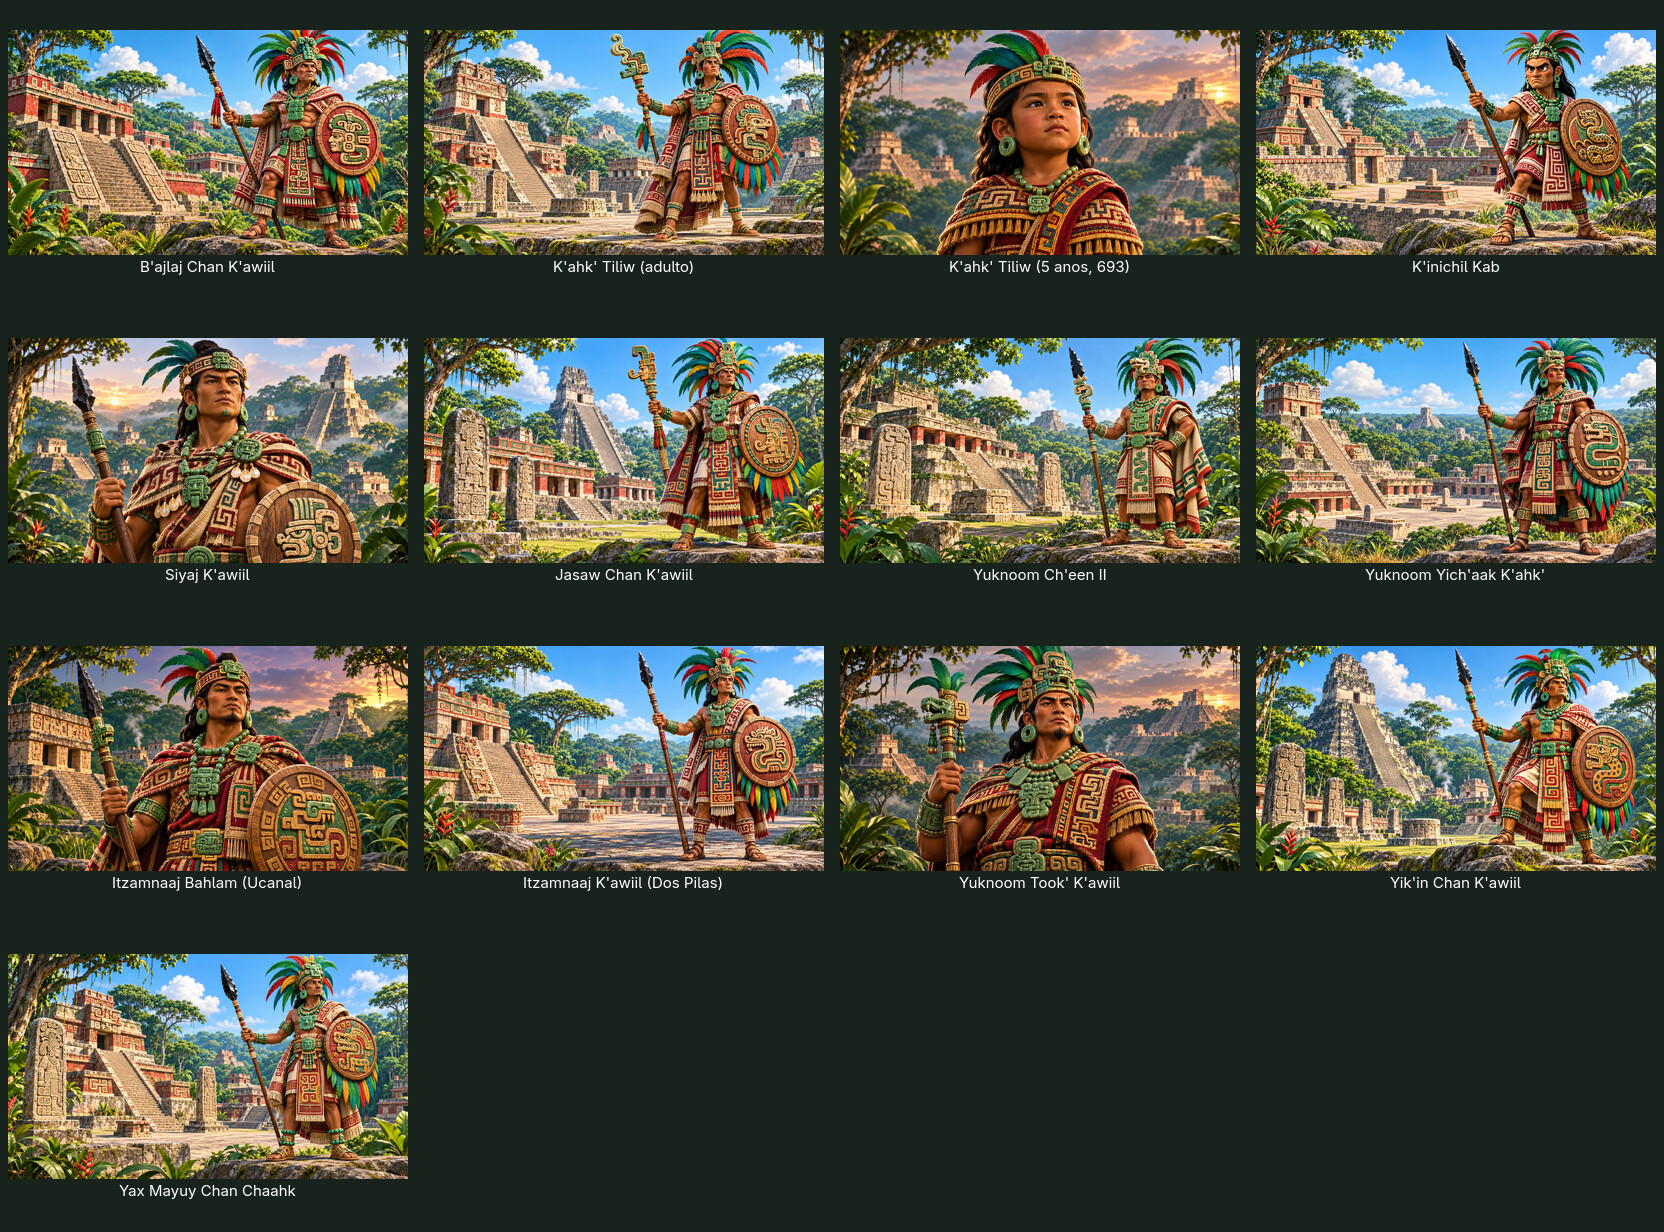 B'ajlaj Chan K'awiil
K'ahk' Tiliw (adulto)
K'ahk' Tiliw (5 anos, 693)
K'inichil Kab
Siyaj K'awiil
Jasaw Chan K'awiil
Yuknoom Ch'een II
Yuknoom Yich'aak K'ahk'
Itzamnaaj Bahlam (Ucanal)
Itzamnaaj K'awiil (Dos Pilas)
Yuknoom Took' K'awiil
Yik'in Chan K'awiil
Yax Mayuy Chan Chaahk